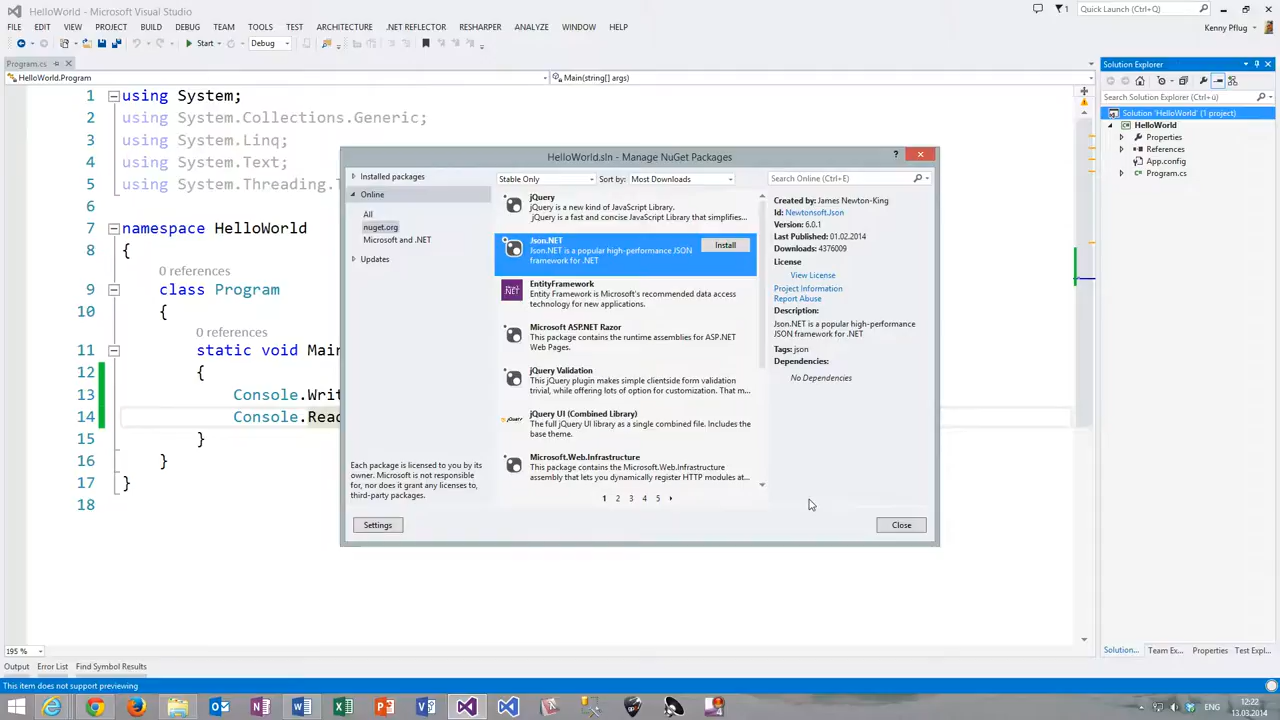 HelloWorld - Microsoft Visual Studio
1
Quick Launch (Ctrl+Q)
FILE EDIT VIEW PROJECT BUILD DEBUG TEAM TOOLS TEST ARCHITECTURE .NET REFLECTOR RESHARPER ANALYZE WINDOW HELP
Kenny Pflug
Start Debug
Program.cs
HelloWorld.Program
Main(string[] args)
1 using System;
2 using System.Collections.Generic;
3 using System.Linq;
4 using System.Text;
5 using System.Threading.T
6
7 namespace HelloWorld
8 {
0 references
9 class Program
10 {
0 references
11 static void Main
12 {
13 Console.Writ
14 Console.Read
15 }
16 }
17 }
18
195 %
HelloWorld.sln - Manage NuGet Packages
?
Installed packages
Online
All
nuget.org
Microsoft and .NET
Updates
Each package is licensed to you by its
owner. Microsoft is not responsible
for, nor does it grant any licenses to,
third-party packages.
Settings
Stable Only
Sort by: Most Downloads
jQuery
jQuery is a new kind of JavaScript Library.
jQuery is a fast and concise JavaScript Library that simplifies...
Json.NET
Json.NET is a popular high-performance JSON
framework for .NET
Install
EntityFramework
Entity Framework is Microsoft's recommended data access
technology for new applications.
Microsoft ASP.NET Razor
This package contains the runtime assemblies for ASP.NET
Web Pages.
jQuery Validation
This jQuery plugin makes simple clientside form validation
trivial, while offering lots of option for customization. That m...
jQuery UI (Combined Library)
The full jQuery UI library as a single combined file. Includes the
base theme.
Microsoft.Web.Infrastructure
This package contains the Microsoft.Web.Infrastructure
assembly that lets you dynamically register HTTP modules at...
1 2 3 4 5
Search Online (Ctrl+E)
Created by: James Newton-King
Id: Newtonsoft.Json
Version: 6.0.1
Last Published: 01.02.2014
Downloads: 4376009
License
View License
Project Information
Report Abuse
Description:
Json.NET is a popular high-performance
JSON framework for .NET
Tags: json
Dependencies:
No Dependencies
Close
Solution Explorer
Search Solution Explorer (Ctrl+ü)
Solution 'HelloWorld' (1 project)
HelloWorld
Properties
References
App.config
Program.cs
Solution... Team Ex... Properties Test Expl...
Output Error List Find Symbol Results
This item does not support previewing
ENG
12:22
13.03.2014